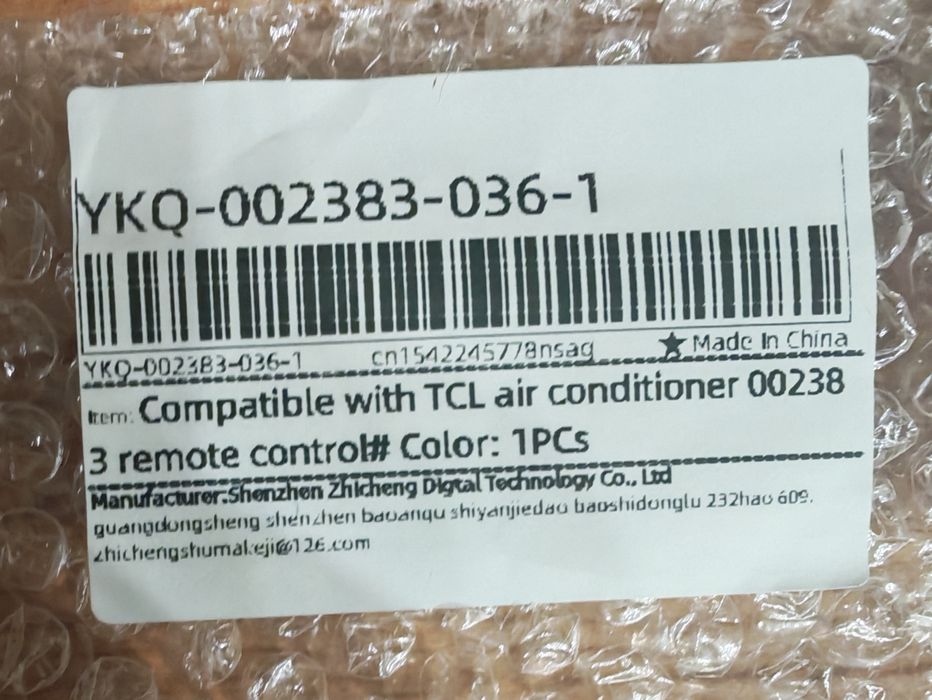 YKQ-002383-036-1
YKQ-002383-036-1 cn1542245778nsag ★ Made In China
Item: Compatible with TCL air conditioner 00238
3 remote control# Color: 1PCs
Manufacturer:Shenzhen Zhicheng Digtal Technology Co., Ltd
guangdongsheng shenzhen baoanqu shiyanjiedao baoshidonglu 232hao 609.
zhichengshumakeji@126.com